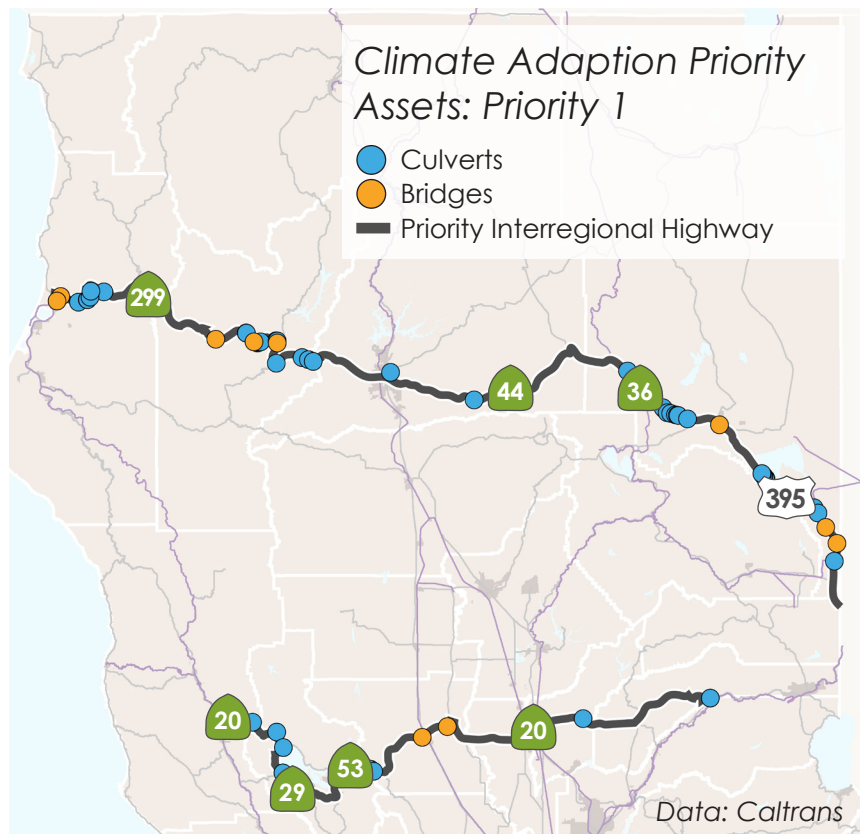 Climate Adaption Priority
Assets: Priority 1
Culverts
Bridges
Priority Interregional Highway
299
44
36
395
20
20
53
29
Data: Caltrans